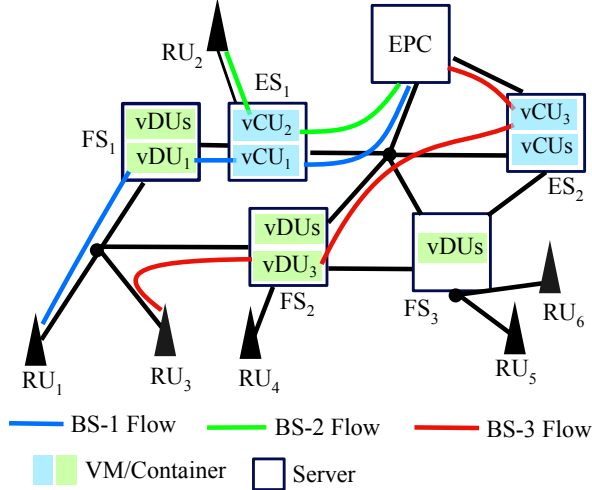 EPC
RU₂
ES₁
vDUs
vDU₁
FS₁
vCU₂
vCU₁
vCU₃
vCUs
ES₂
vDUs
vDU₃
FS₂
vDUs
FS₃
RU₁
RU₃
RU₄
RU₅
RU₆
BS-1 Flow
BS-2 Flow
BS-3 Flow
VM/Container
Server